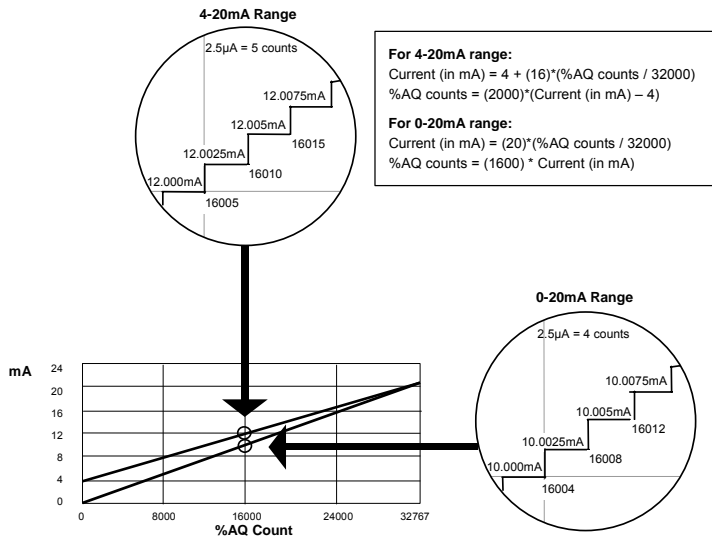 4-20mA Range
2.5µA = 5 counts
12.0075mA
12.005mA
16015
12.0025mA
16010
12.000mA
16005
For 4-20mA range:
Current (in mA) = 4 + (16)*(%AQ counts / 32000)
%AQ counts = (2000)*(Current (in mA) – 4)
For 0-20mA range:
Current (in mA) = (20)*(%AQ counts / 32000)
%AQ counts = (1600) * Current (in mA)
0-20mA Range
2.5µA = 4 counts
10.0075mA
10.005mA
16012
10.0025mA
16008
10.000mA
16004
mA
24
20
16
12
8
4
0
0 8000 16000 24000 32767
%AQ Count